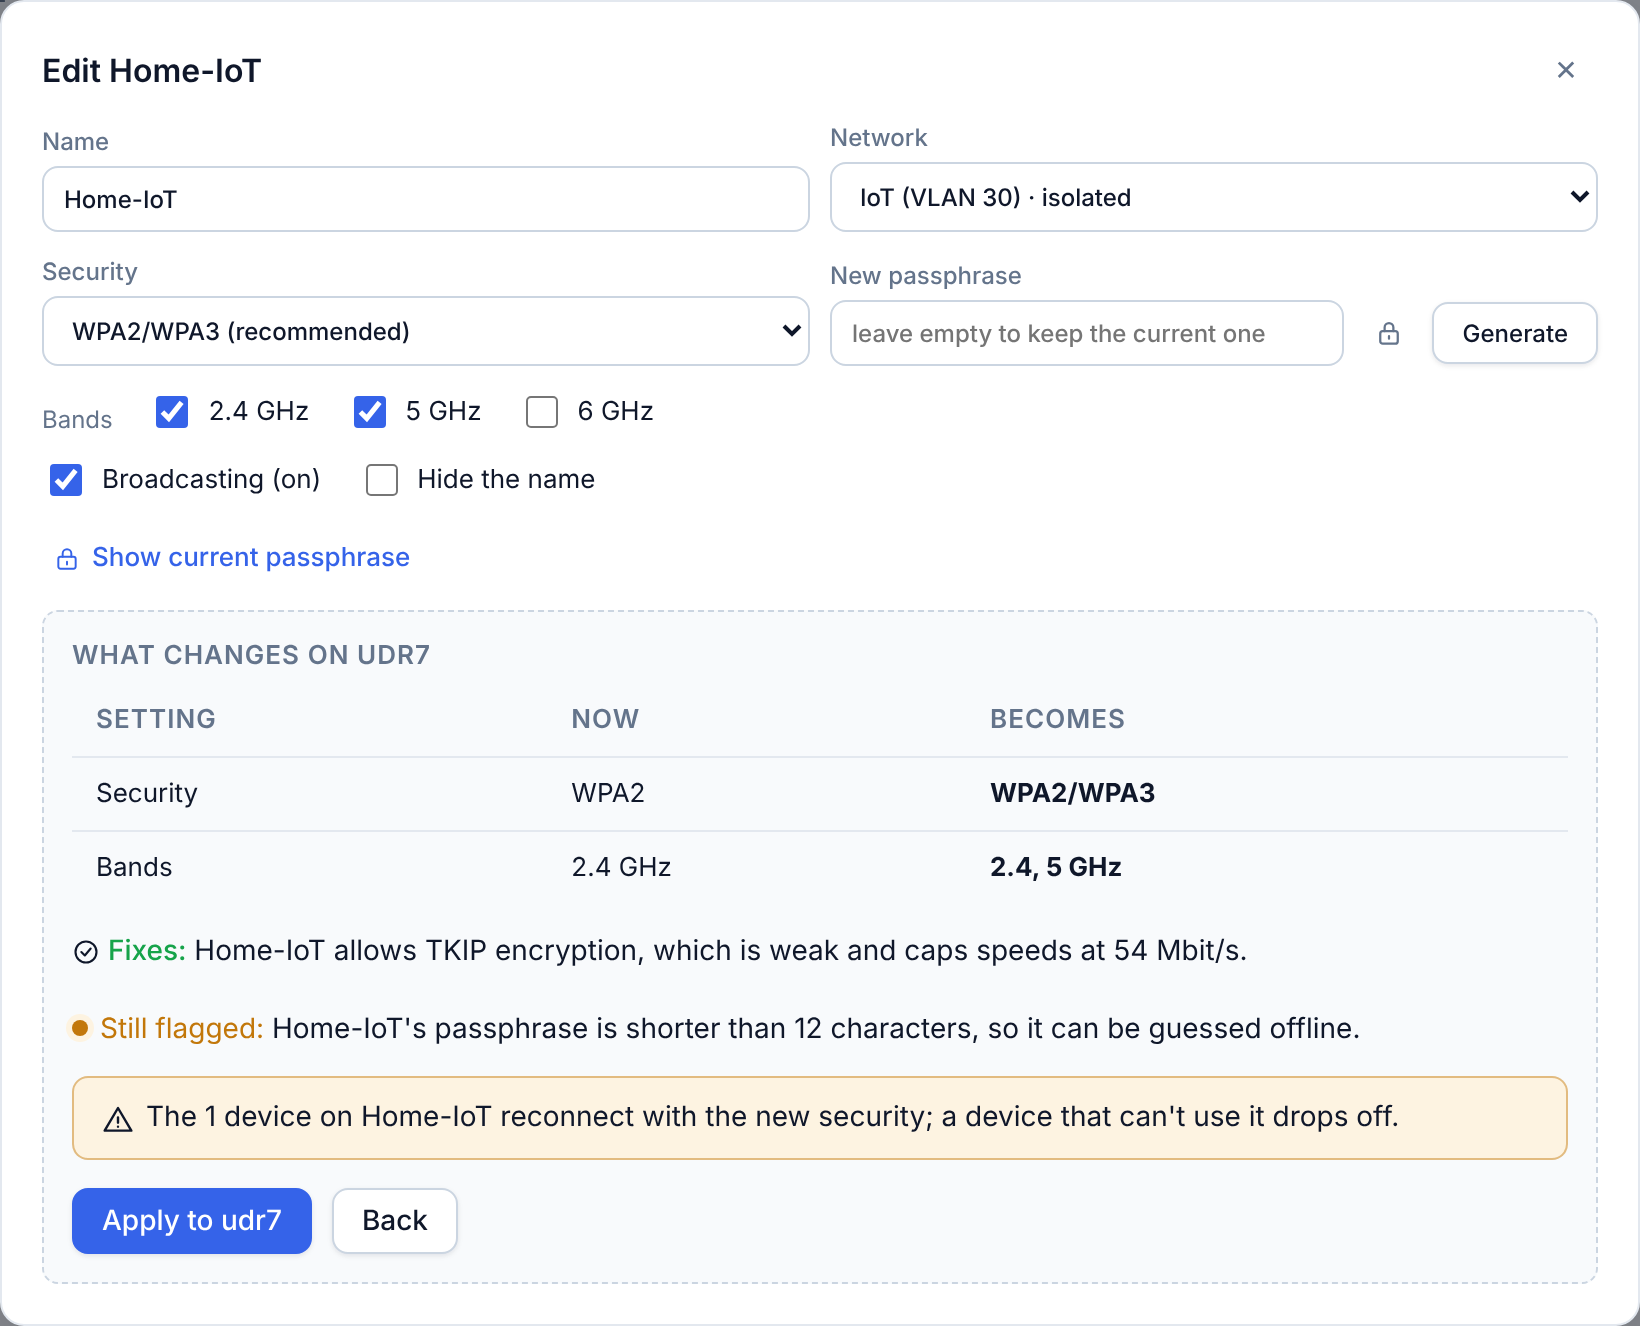 Edit Home-IoT
Name
Network
Home-IoT
IoT (VLAN 30) · isolated
Security
New passphrase
WPA2/WPA3 (recommended)
leave empty to keep the current one
Generate
Bands
2.4 GHz
5 GHz
6 GHz
Broadcasting (on)
Hide the name
Show current passphrase
WHAT CHANGES ON UDR7
SETTING NOW BECOMES
Security WPA2 WPA2/WPA3
Bands 2.4 GHz 2.4, 5 GHz
Fixes: Home-IoT allows TKIP encryption, which is weak and caps speeds at 54 Mbit/s.
Still flagged: Home-IoT's passphrase is shorter than 12 characters, so it can be guessed offline.
The 1 device on Home-IoT reconnect with the new security; a device that can't use it drops off.
Apply to udr7
Back